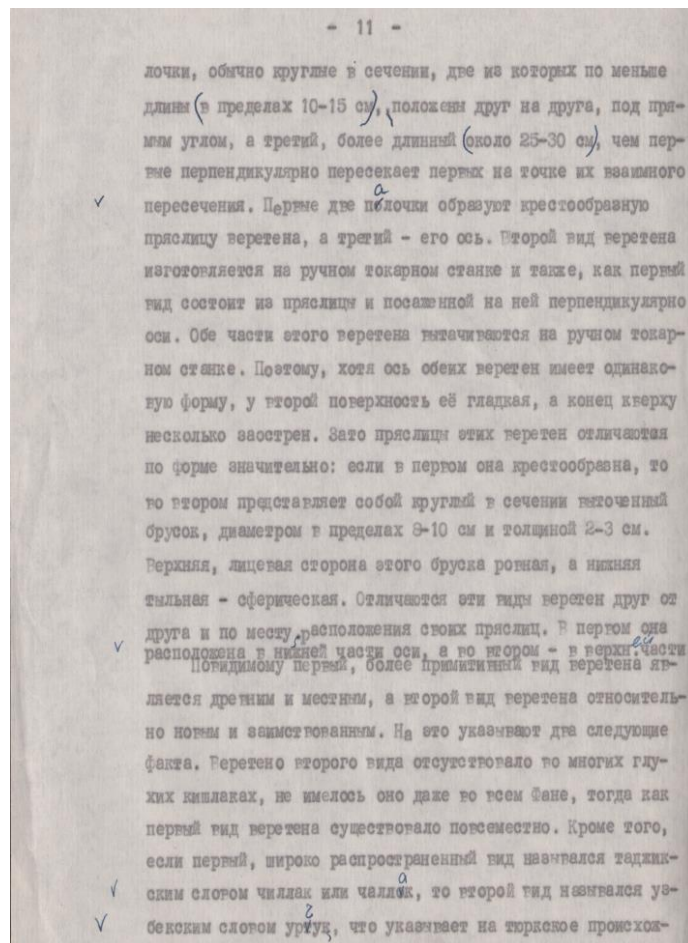 - 11 -
лочки, обычно круглые в сечении, две из которых по меньше
длины (в пределах 10-15 см), положены друг на друга, под пря-
мым углом, а третий, более длинный (около 25-30 см), чем пер-
вые перпендикулярно пересекает первых на точке их взаимного
пересечения. Первые две палочки образуют крестообразную
пряслицу веретена, а третий - его ось. Второй вид веретена
изготовляется на ручном токарном станке и также, как первый
вид состоит из пряслицы и посаженной на ней перпендикулярно
оси. Обе части этого веретена вытачиваются на ручном токар-
ном станке. Поэтому, хотя ось обеих веретен имеет одинако-
вую форму, у второй поверхность её гладкая, а конец кверху
несколько заострен. Зато пряслицы этих веретен отличаются
по форме значительно: если в первом она крестообразна, то
во втором представляет собой круглый в сечении выточенный
брусок, диаметром в пределах 8-10 см и толщиной 2-3 см.
Верхняя, лицевая сторона этого бруска ровная, а нижняя
тыльная - сферическая. Отличаются эти виды веретен друг от
друга и по месту расположения своих пряслиц. В первом она
расположена в нижней части оси, а во втором - в верхней части
Повидимому первый, более примитивный вид веретена яв-
ляется древним и местным, а второй вид веретена относитель-
но новым и заимствованным. На это указывают два следующие
факта. Веретено второго вида отсутствовало во многих глу-
хих кишлаках, не имелось оно даже во всем Фане, тогда как
первый вид веретена существовало повсеместно. Кроме того,
если первый, широко распространенный вид назывался таджик-
ским словом чиллак или чаллак, то второй вид назывался уз-
бекским словом урчуқ, что указывает на тюркское происхож-